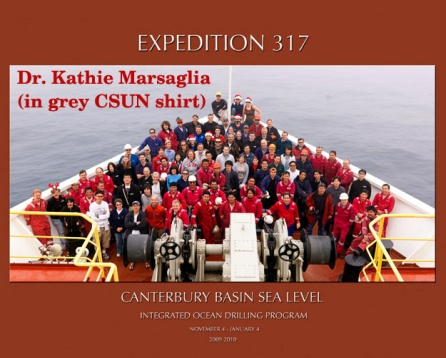 EXPEDITION 317
Dr. Kathie Marsaglia
(in grey CSUN shirt)
CANTERBURY BASIN SEA LEVEL
INTEGRATED OCEAN DRILLING PROGRAM
NOVEMBER 4 - JANUARY 4
2009-2010